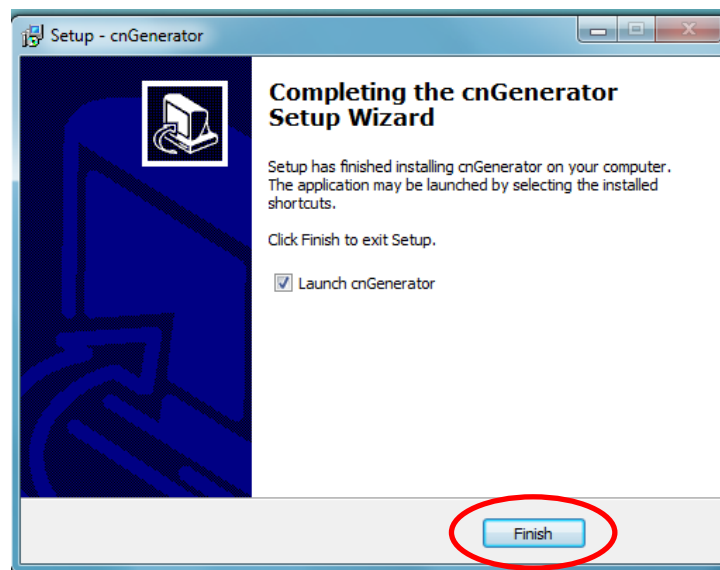 Setup - cnGenerator
Completing the cnGenerator
Setup Wizard
Setup has finished installing cnGenerator on your computer.
The application may be launched by selecting the installed
shortcuts.
Click Finish to exit Setup.
Launch cnGenerator
Finish